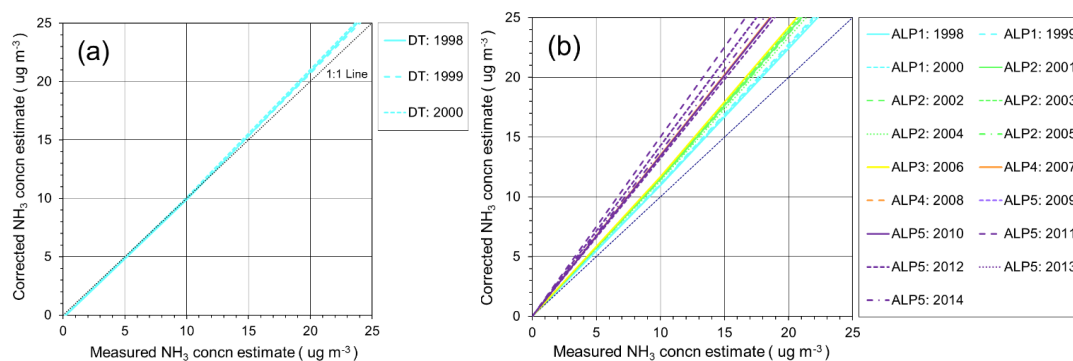 (a)
25
20
15
10
5
0
0 5 10 15 20 25
Corrected NH₃ concn estimate ( ug m⁻³ )
Measured NH₃ concn estimate ( ug m⁻³ )
1:1 Line
DT: 1998
DT: 1999
DT: 2000
(b)
25
20
15
10
5
0
0 5 10 15 20 25
Corrected NH₃ concn estimate ( ug m⁻³ )
Measured NH₃ concn estimate ( ug m⁻³ )
ALP1: 1998 ALP1: 1999
ALP1: 2000 ALP2: 2001
ALP2: 2002 ALP2: 2003
ALP2: 2004 ALP2: 2005
ALP3: 2006 ALP4: 2007
ALP4: 2008 ALP5: 2009
ALP5: 2010 ALP5: 2011
ALP5: 2012 ALP5: 2013
ALP5: 2014